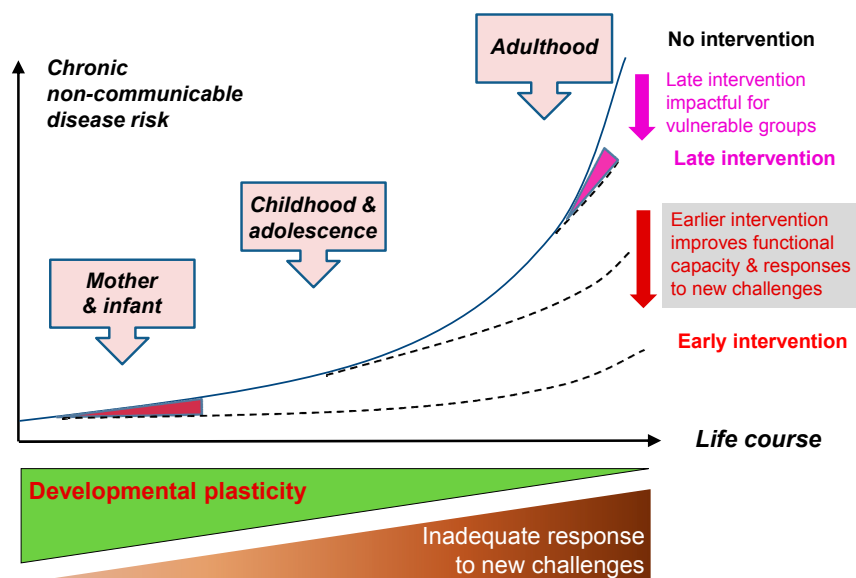 Chronic
non-communicable
disease risk
Mother
& infant
Childhood &
adolescence
Adulthood
No intervention
Late intervention
impactful for
vulnerable groups
Late intervention
Earlier intervention
improves functional
capacity & responses
to new challenges
Early intervention
Life course
Developmental plasticity
Inadequate response
to new challenges